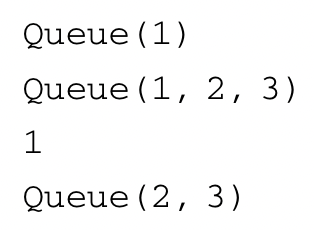 Queue(1)
Queue(1, 2, 3)
1
Queue(2, 3)